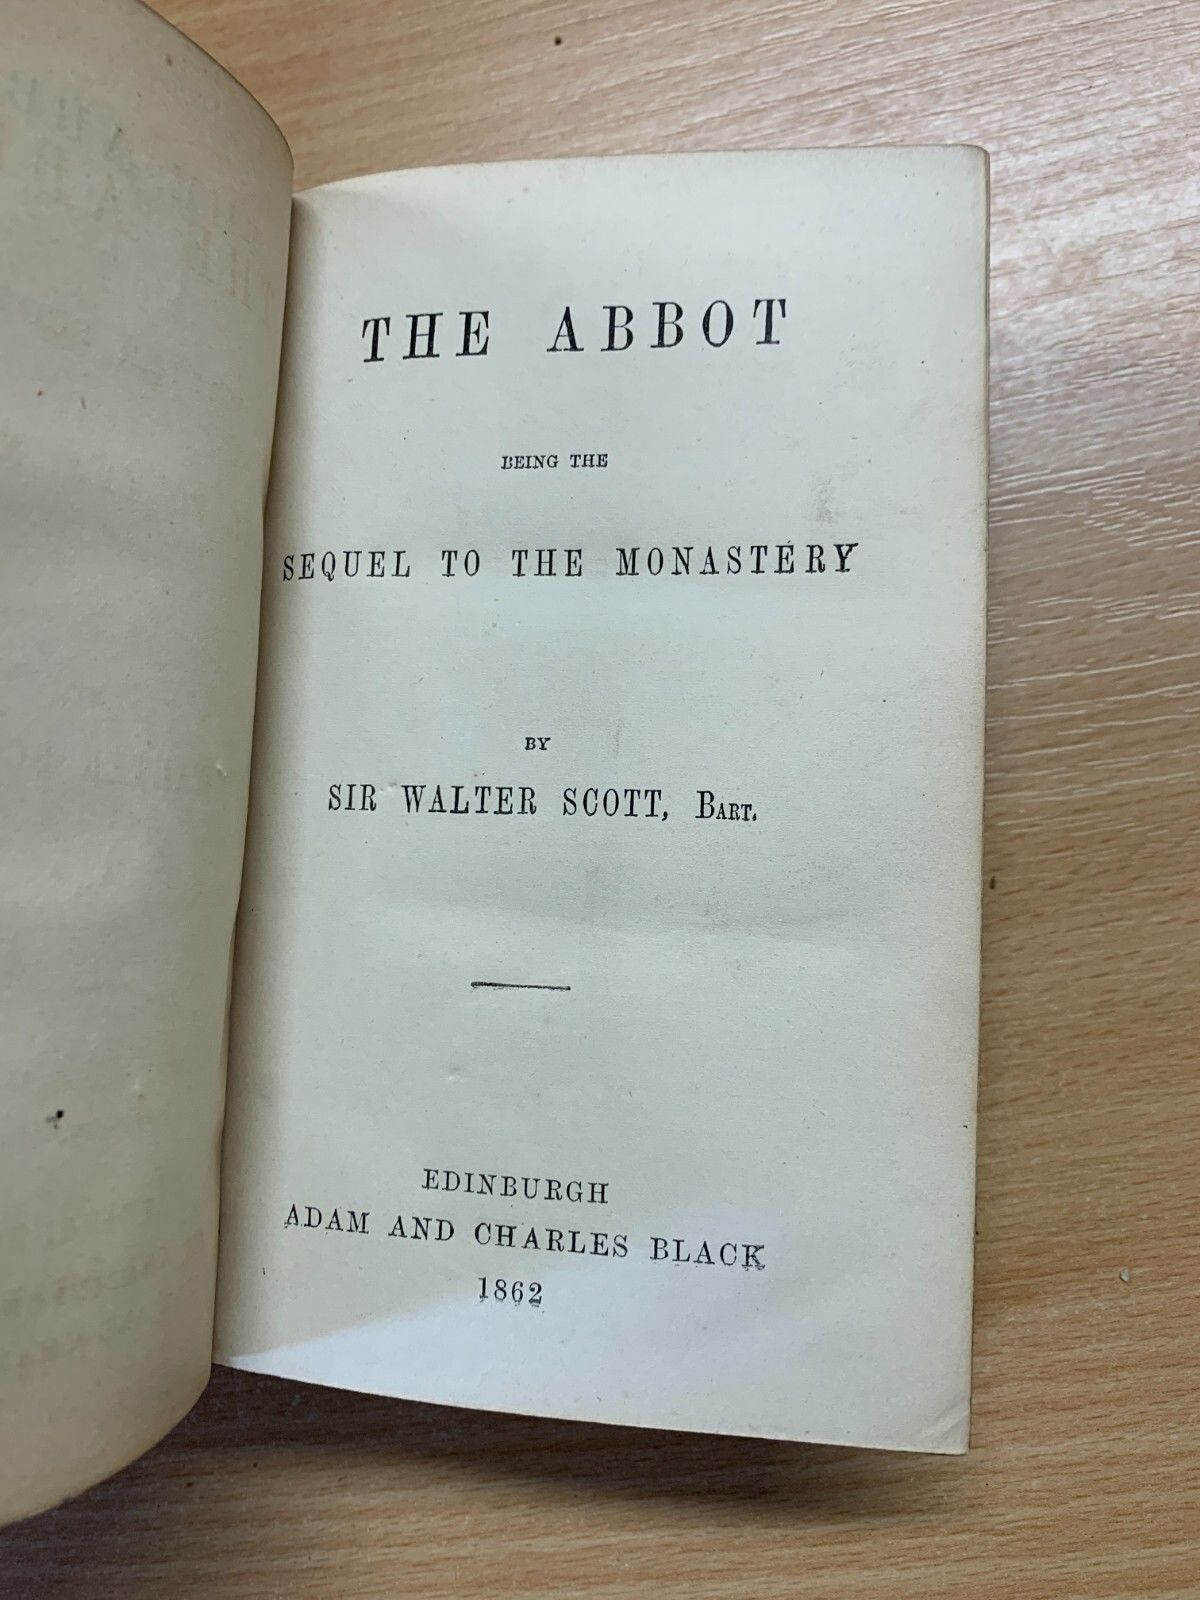 THE ABBOT
BEING THE
SEQUEL TO THE MONASTERY
BY
SIR WALTER SCOTT, BART.
EDINBURGH
ADAM AND CHARLES BLACK
1862